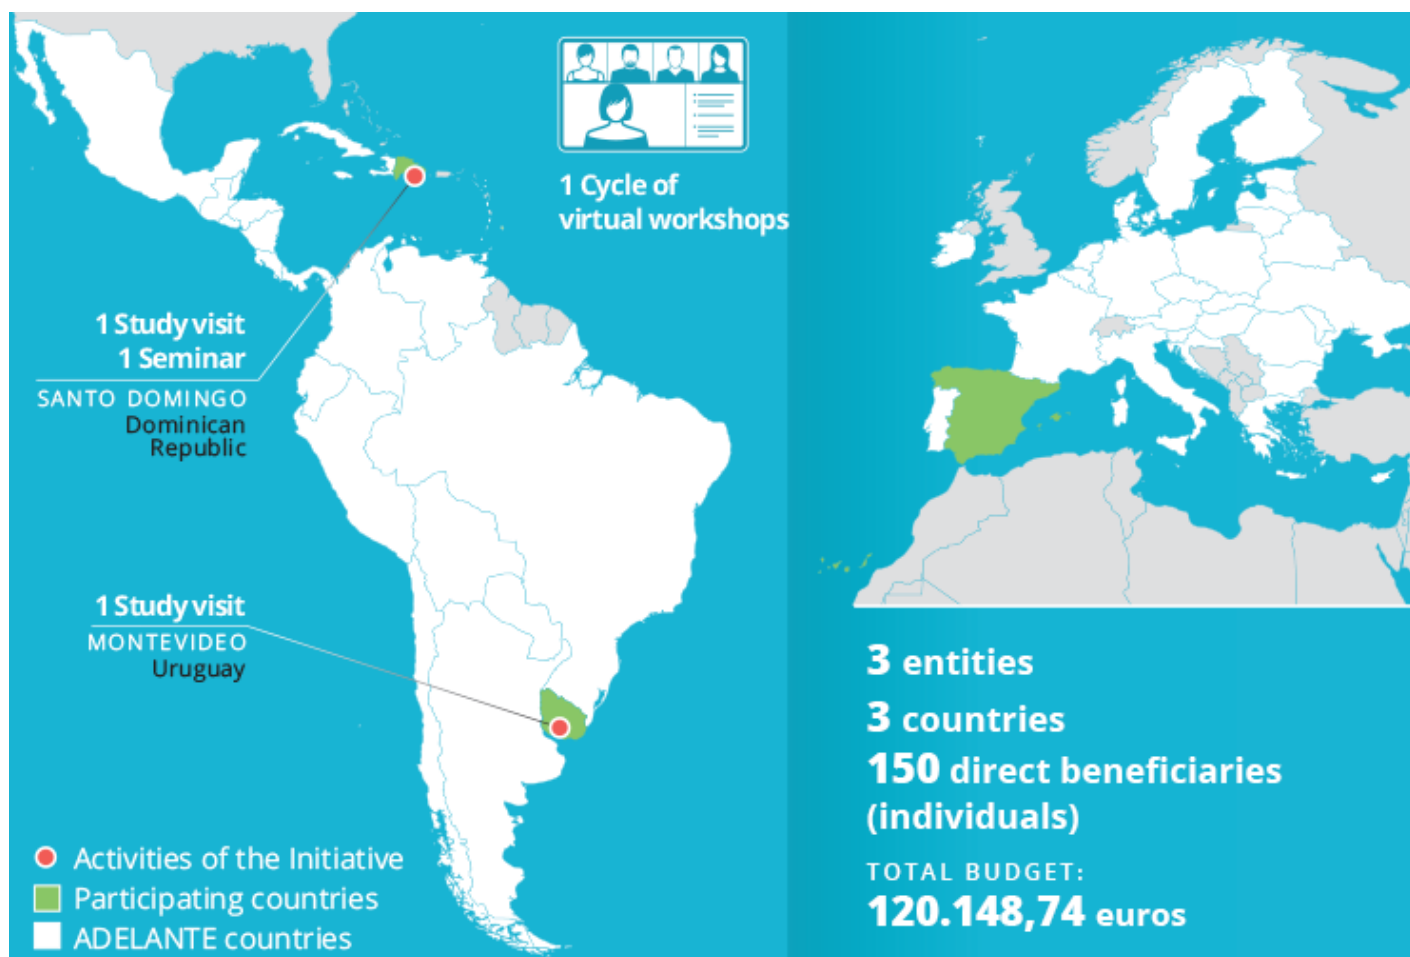 1 Cycle of
virtual workshops
1 Study visit
1 Seminar
SANTO DOMINGO
Dominican
Republic
1 Study visit
MONTEVIDEO
Uruguay
Activities of the Initiative
Participating countries
ADELANTE countries
3 entities
3 countries
150 direct beneficiaries
(individuals)
TOTAL BUDGET:
120.148,74 euros